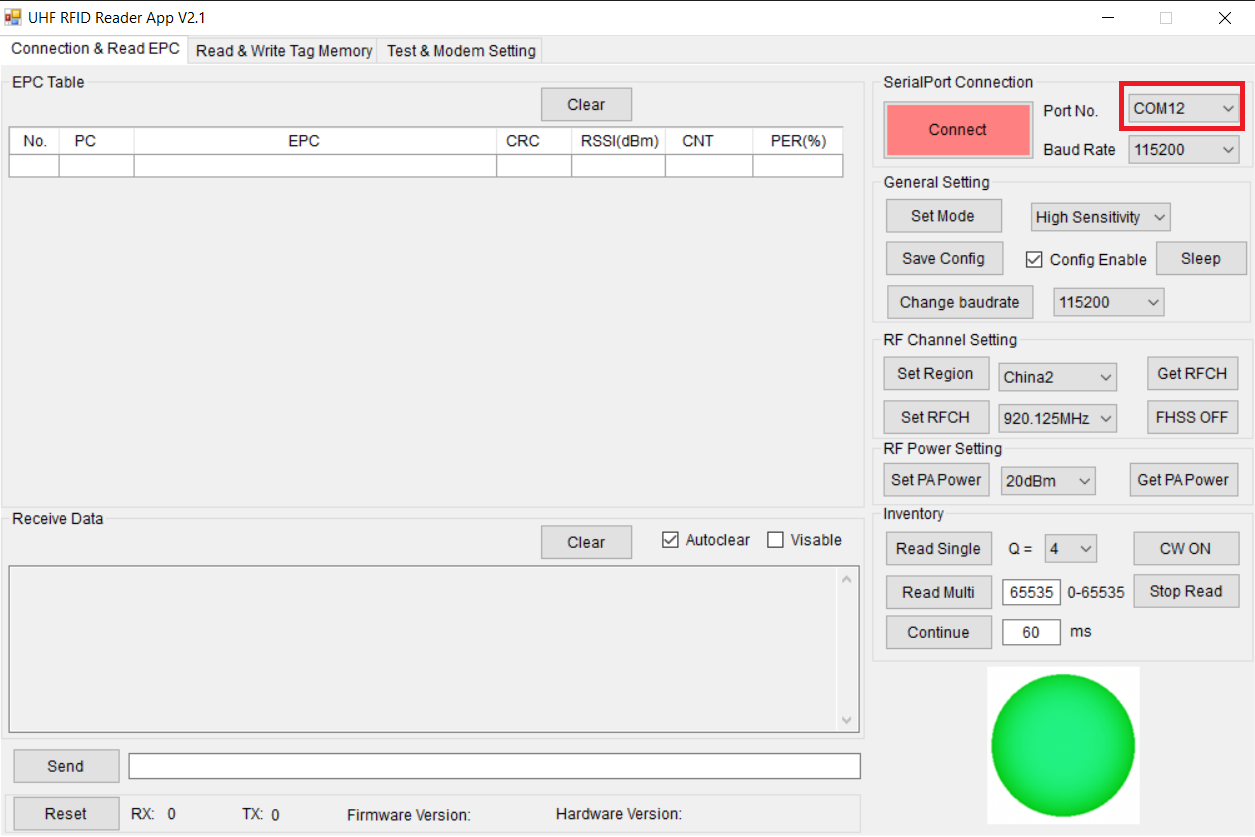 UHF RFID Reader App V2.1
Connection & Read EPC
Read & Write Tag Memory
Test & Modem Setting
EPC Table
Clear
No. PC EPC CRC RSSI(dBm) CNT PER(%)
SerialPort Connection
Connect
Port No. COM12
Baud Rate 115200
General Setting
Set Mode High Sensitivity
Save Config Config Enable Sleep
Change baudrate 115200
RF Channel Setting
Set Region China2 Get RFCH
Set RFCH 920.125MHz FHSS OFF
RF Power Setting
Set PA Power 20dBm Get PA Power
Inventory
Read Single Q = 4 CW ON
Read Multi 65535 0-65535 Stop Read
Continue 60 ms
Receive Data
Clear Autoclear Visable
Send
Reset RX: 0 TX: 0 Firmware Version: Hardware Version: